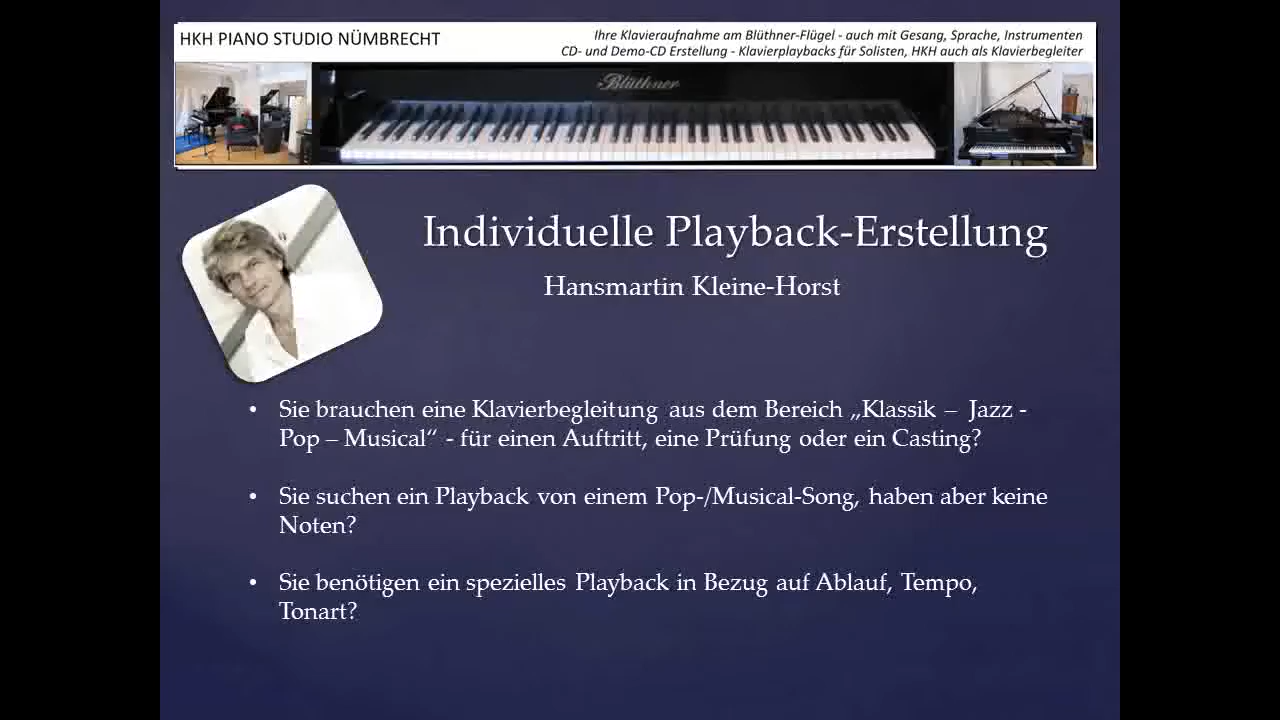 HKH PIANO STUDIO NÜMBRECHT
Ihre Klavieraufnahme am Blüthner-Flügel - auch mit Gesang, Sprache, Instrumenten
CD- und Demo-CD Erstellung - Klavierplaybacks für Solisten, HKH auch als Klavierbegleiter
Blüthner
Individuelle Playback-Erstellung
Hansmartin Kleine-Horst
• Sie brauchen eine Klavierbegleitung aus dem Bereich „Klassik – Jazz -
Pop – Musical“ - für einen Auftritt, eine Prüfung oder ein Casting?
• Sie suchen ein Playback von einem Pop-/Musical-Song, haben aber keine
Noten?
• Sie benötigen ein spezielles Playback in Bezug auf Ablauf, Tempo,
Tonart?